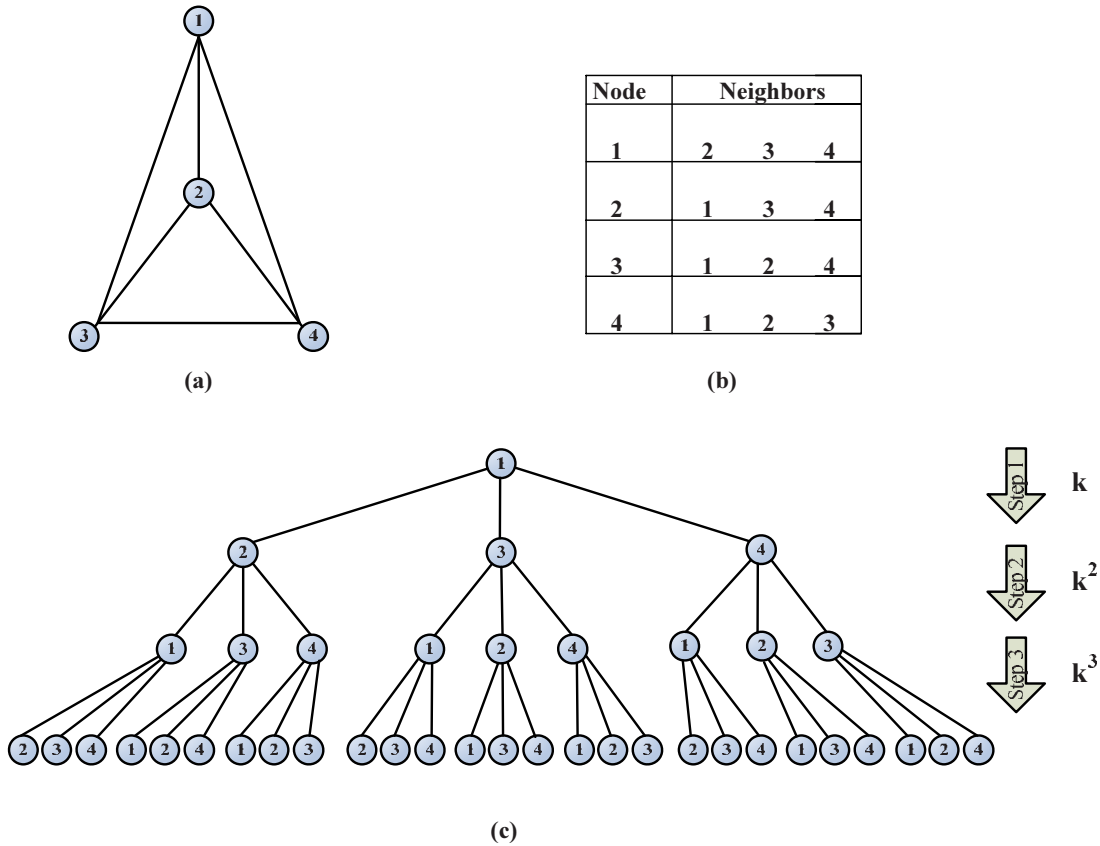 1
2
3 4
(a)
Node Neighbors
1 2 3 4
2 1 3 4
3 1 2 4
4 1 2 3
(b)
1
2 3 4
1 3 4 1 2 4 1 2 3
2 3 4 1 2 4 1 2 3 2 3 4 1 3 4 1 2 3 2 3 4 1 3 4 1 2 4
Step 1 k
Step 2 k²
Step 3 k³
(c)